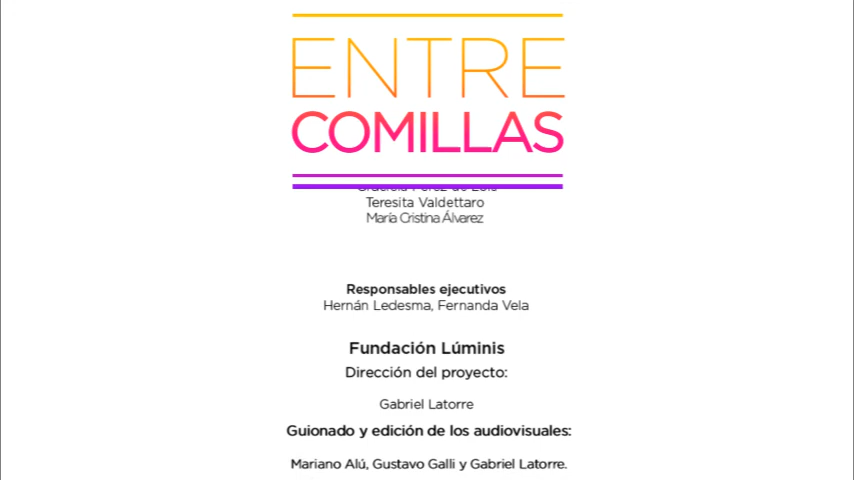 ENTRE
COMILLAS
Teresita Valdettaro
María Cristina Álvarez
Responsables ejecutivos
Hernán Ledesma, Fernanda Vela
Fundación Lúminis
Dirección del proyecto:
Gabriel Latorre
Guionado y edición de los audiovisuales:
Mariano Alú, Gustavo Galli y Gabriel Latorre.